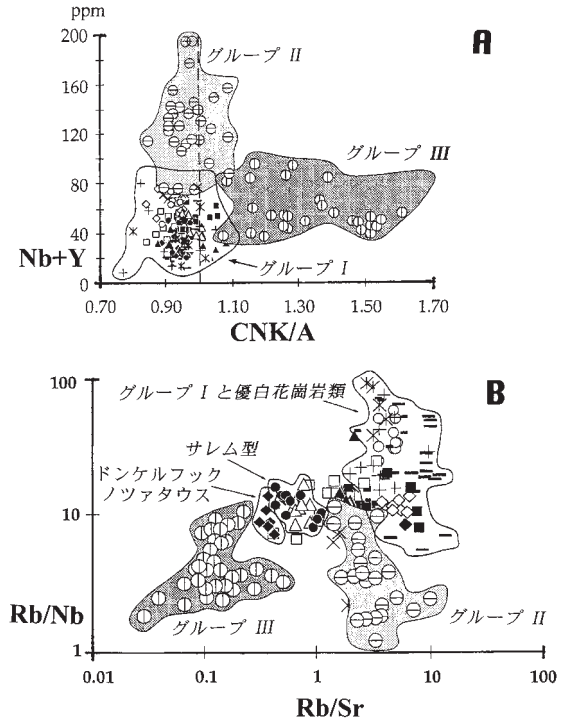 ppm
A
200
グループ II
160
120
グループ III
80
Nb+Y
40
グループ I
0
0.70 0.90 1.10 1.30 1.50 1.70
CNK/A
B
100
グループ I と優白花崗岩類
サレム型
ドンケルフック
ノツァタウス
10
Rb/Nb
グループ III
グループ II
1
0.01 0.1 1 10 100
Rb/Sr